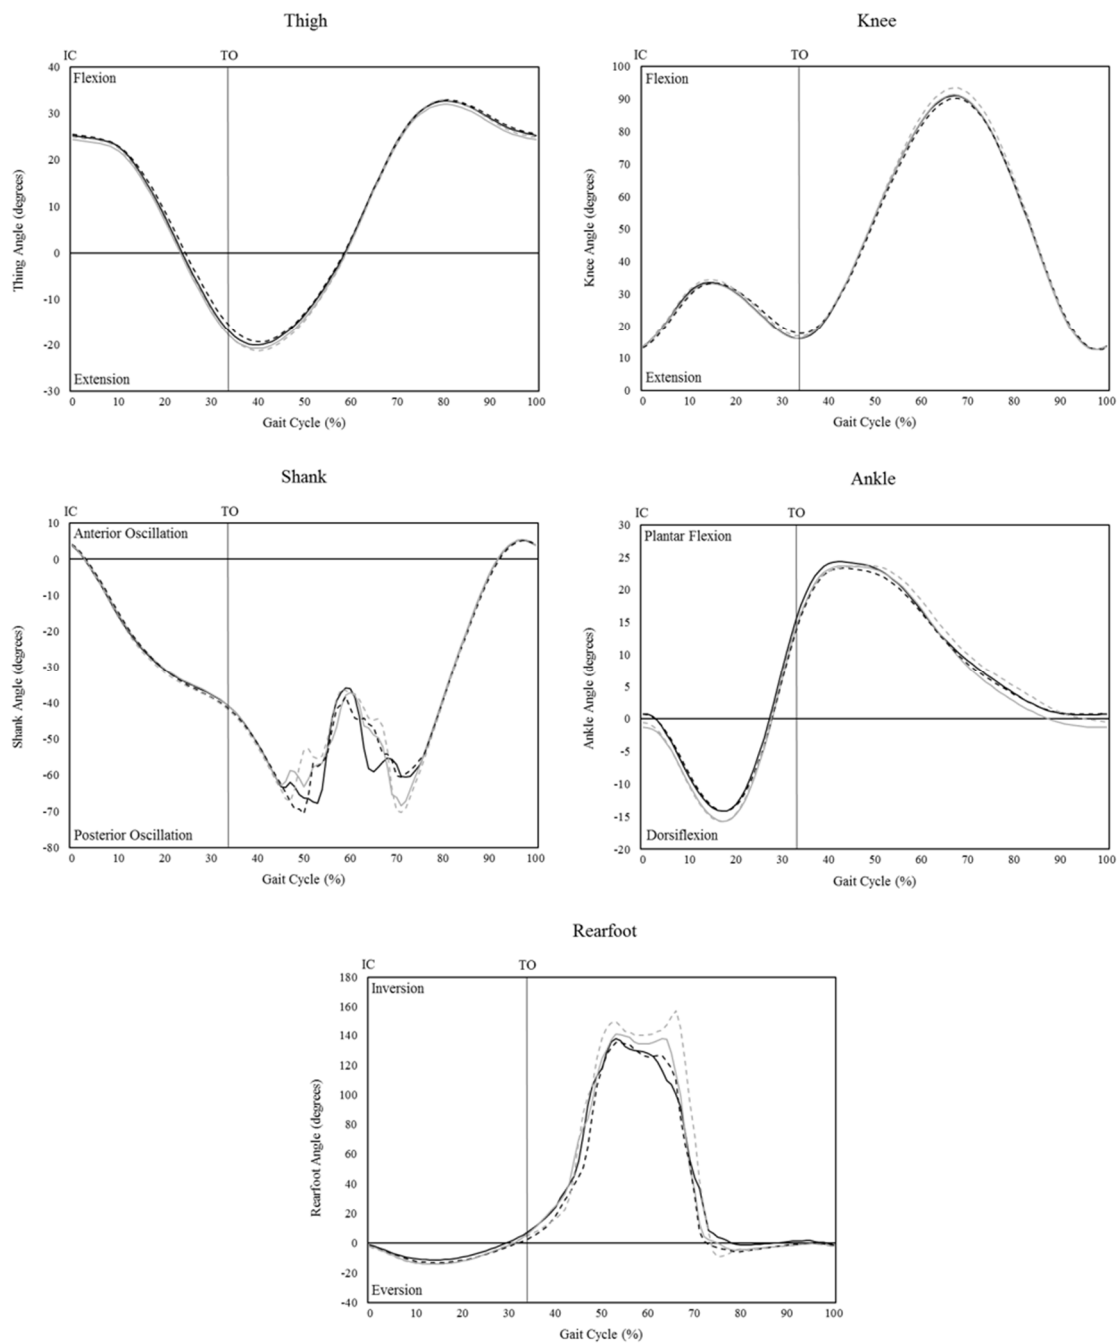 Thigh
IC TO
40
Flexion
30
20
10
0
-10
-20
Extension
-30
0 10 20 30 40 50 60 70 80 90 100
Gait Cycle (%)
Thing Angle (degrees)
Knee
IC TO
100
Flexion
90
80
70
60
50
40
30
20
10
Extension
0
0 10 20 30 40 50 60 70 80 90 100
Gait Cycle (%)
Knee Angle (degrees)
Shank
IC TO
10
Anterior Oscillation
0
-10
-20
-30
-40
-50
-60
-70
Posterior Oscillation
-80
0 10 20 30 40 50 60 70 80 90 100
Gait Cycle (%)
Shank Angle (degrees)
Ankle
IC TO
30
Plantar Flexion
25
20
15
10
5
0
-5
-10
-15
Dorsiflexion
-20
0 10 20 30 40 50 60 70 80 90 100
Gait Cycle (%)
Ankle Angle (degrees)
Rearfoot
IC TO
180
Inversion
160
140
120
100
80
60
40
20
0
-20
Eversion
-40
0 10 20 30 40 50 60 70 80 90 100
Gait Cycle (%)
Rearfoot Angle (degrees)